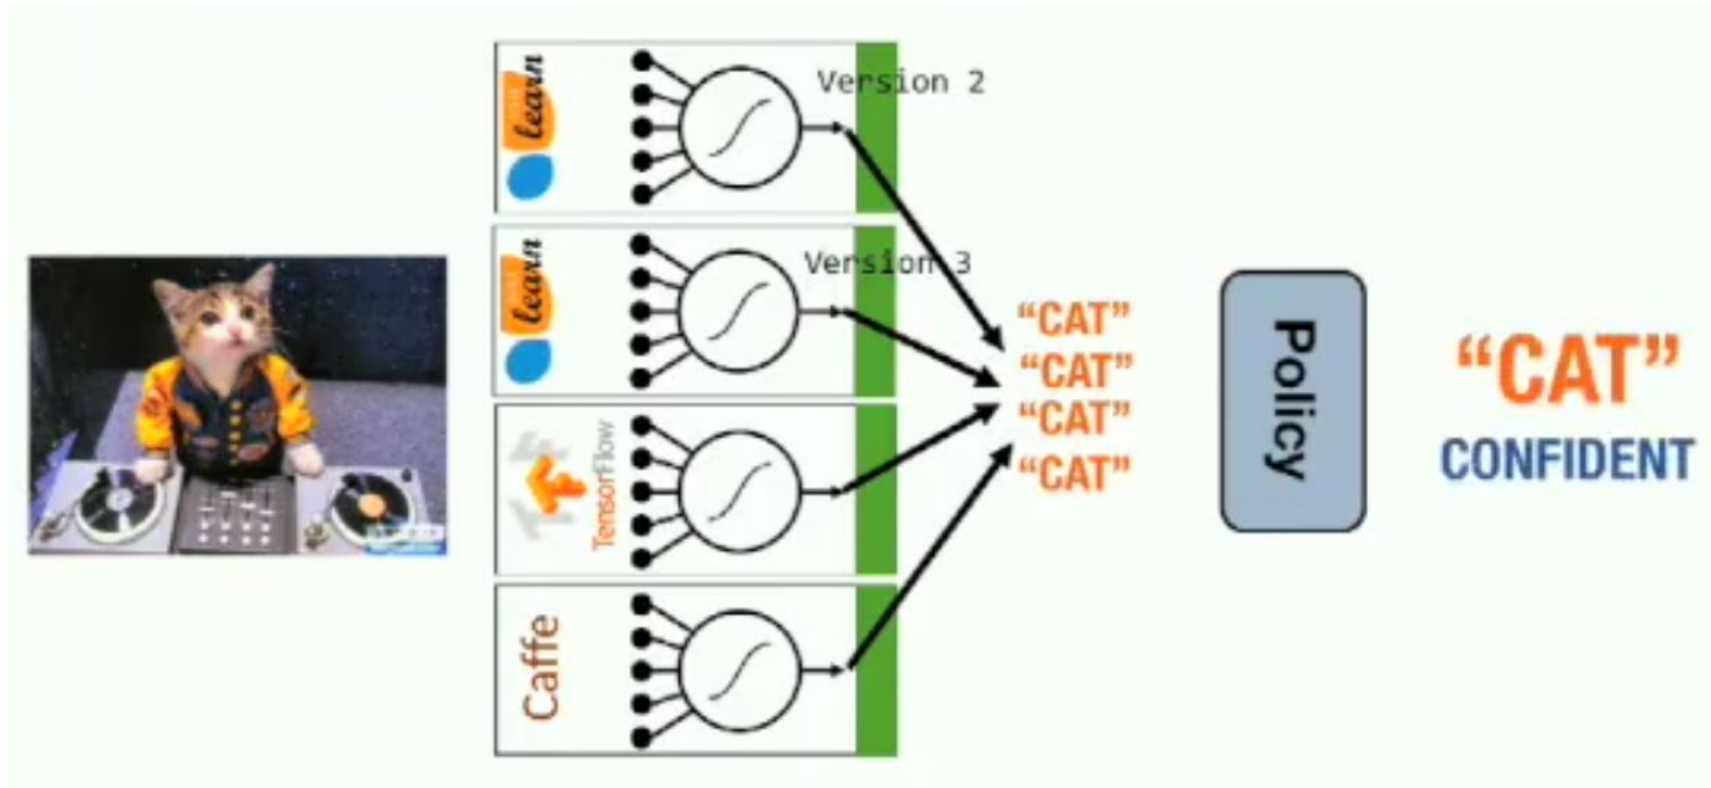 learn
Version 2
learn
Version 3
TensorFlow
Caffe
“CAT”
“CAT”
“CAT”
“CAT”
Policy
“CAT”
CONFIDENT